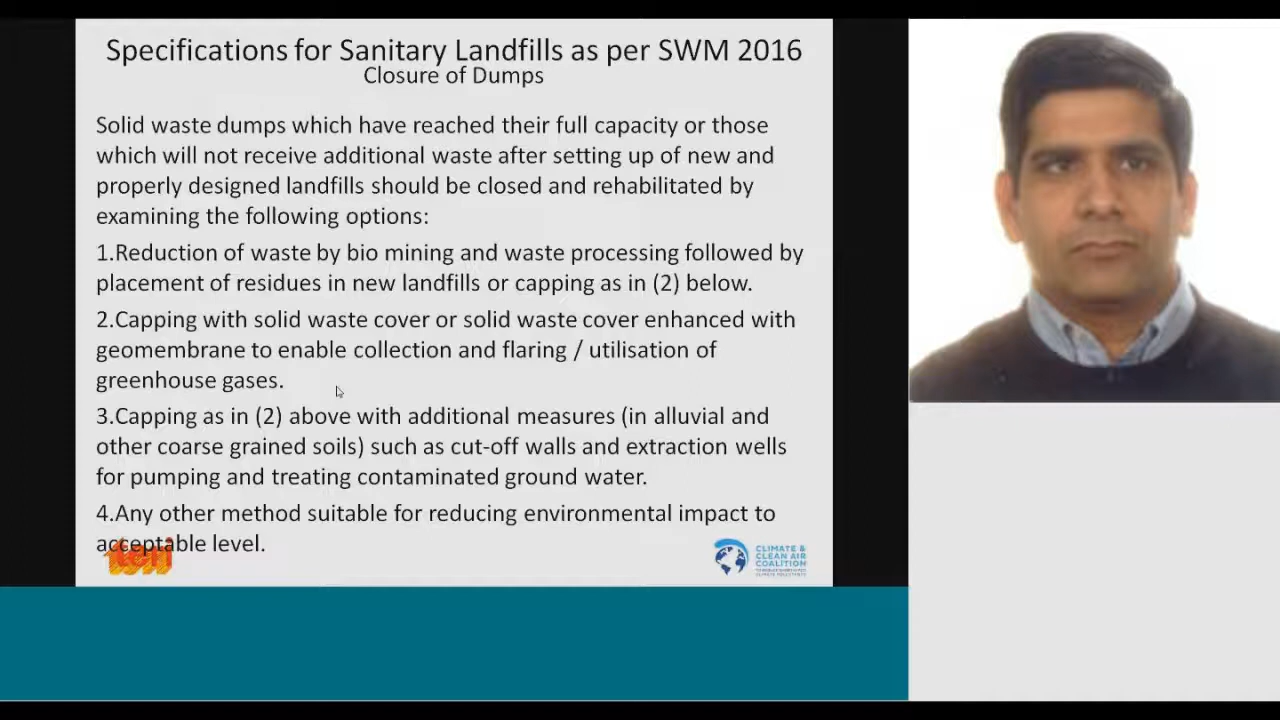 Specifications for Sanitary Landfills as per SWM 2016
Closure of Dumps
Solid waste dumps which have reached their full capacity or those
which will not receive additional waste after setting up of new and
properly designed landfills should be closed and rehabilitated by
examining the following options:
1.Reduction of waste by bio mining and waste processing followed by
placement of residues in new landfills or capping as in (2) below.
2.Capping with solid waste cover or solid waste cover enhanced with
geomembrane to enable collection and flaring / utilisation of
greenhouse gases.
3.Capping as in (2) above with additional measures (in alluvial and
other coarse grained soils) such as cut-off walls and extraction wells
for pumping and treating contaminated ground water.
4.Any other method suitable for reducing environmental impact to
acceptable level.
teri
CLIMATE &
CLEAN AIR
COALITION